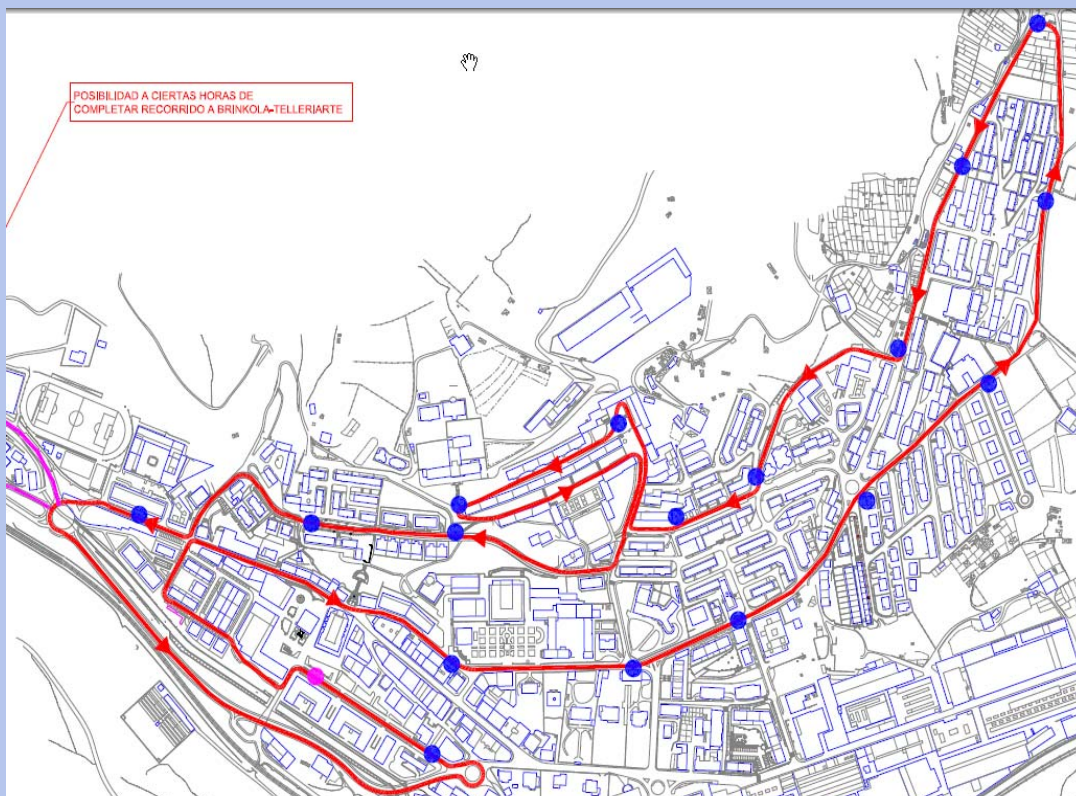 POSIBILIDAD A CIERTAS HORAS DE
COMPLETAR RECORRIDO A BRINKOLA-TELLERIARTE